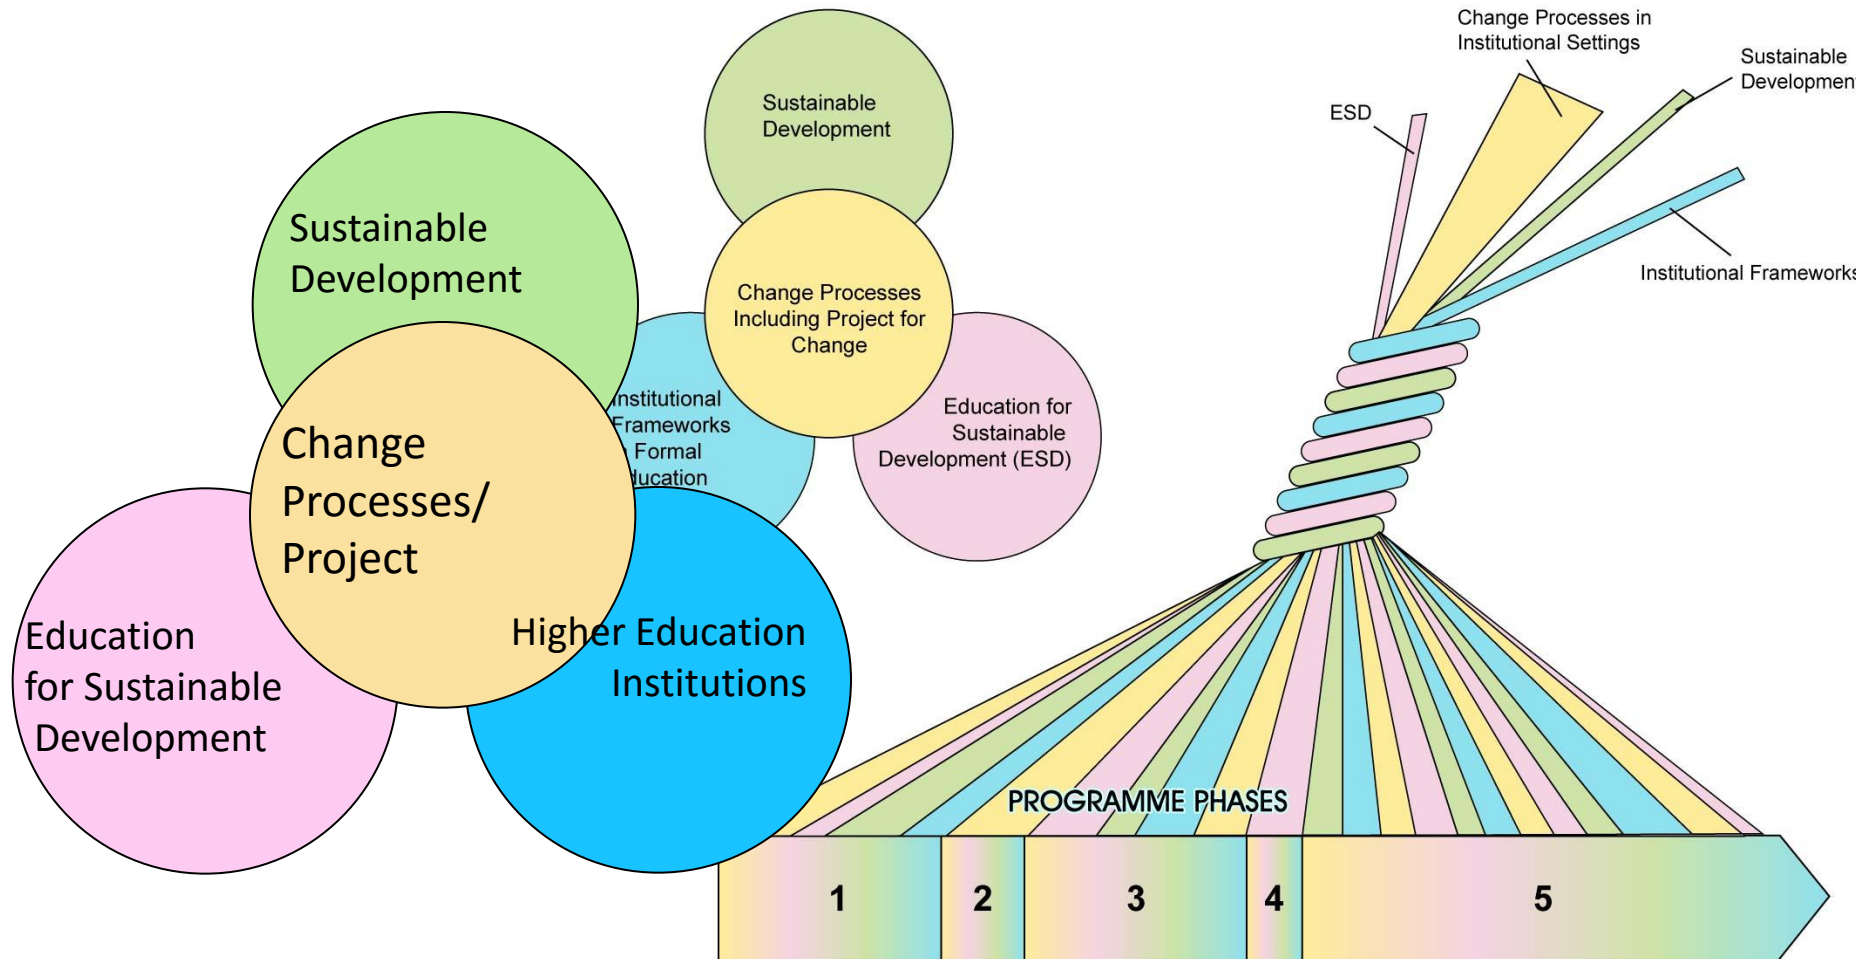 Sustainable
Development
Change
Processes/
Project
Education
for Sustainable
Development
Higher Education
Institutions
Sustainable
Development
Change Processes
Including Project for
Change
Institutional
Frameworks
Formal
Education for
Sustainable
Development (ESD)
ESD
Change Processes in
Institutional Settings
Sustainable
Development
Institutional Frameworks
PROGRAMME PHASES
1
2
3
4
5